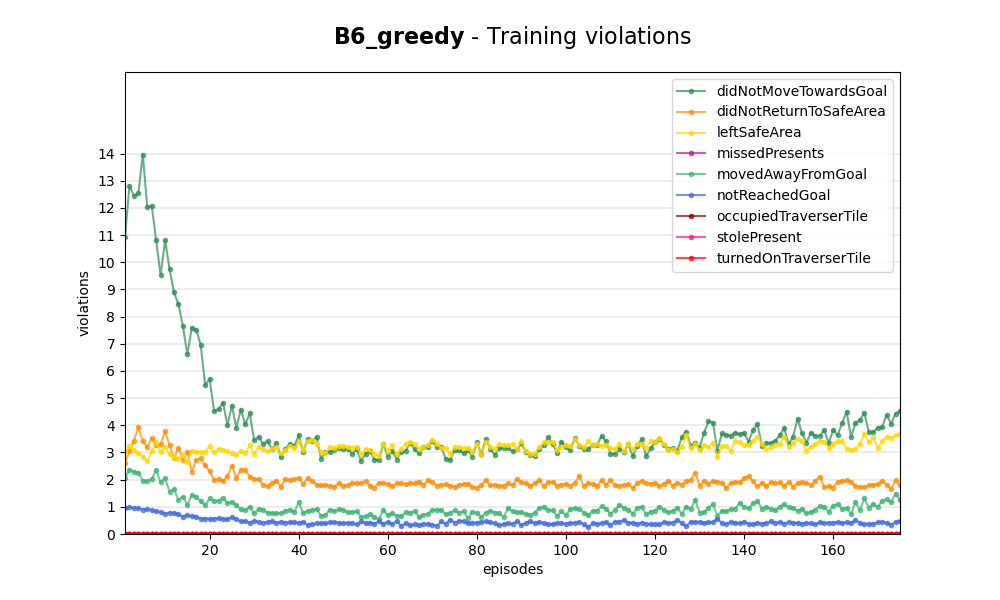 B6_greedy - Training violations
didNotMoveTowardsGoal
didNotReturnToSafeArea
leftSafeArea
missedPresents
movedAwayFromGoal
notReachedGoal
occupiedTraverserTile
stolePresent
turnedOnTraverserTile
violations
14
13
12
11
10
9
8
7
6
5
4
3
2
1
0
20 40 60 80 100 120 140 160
episodes